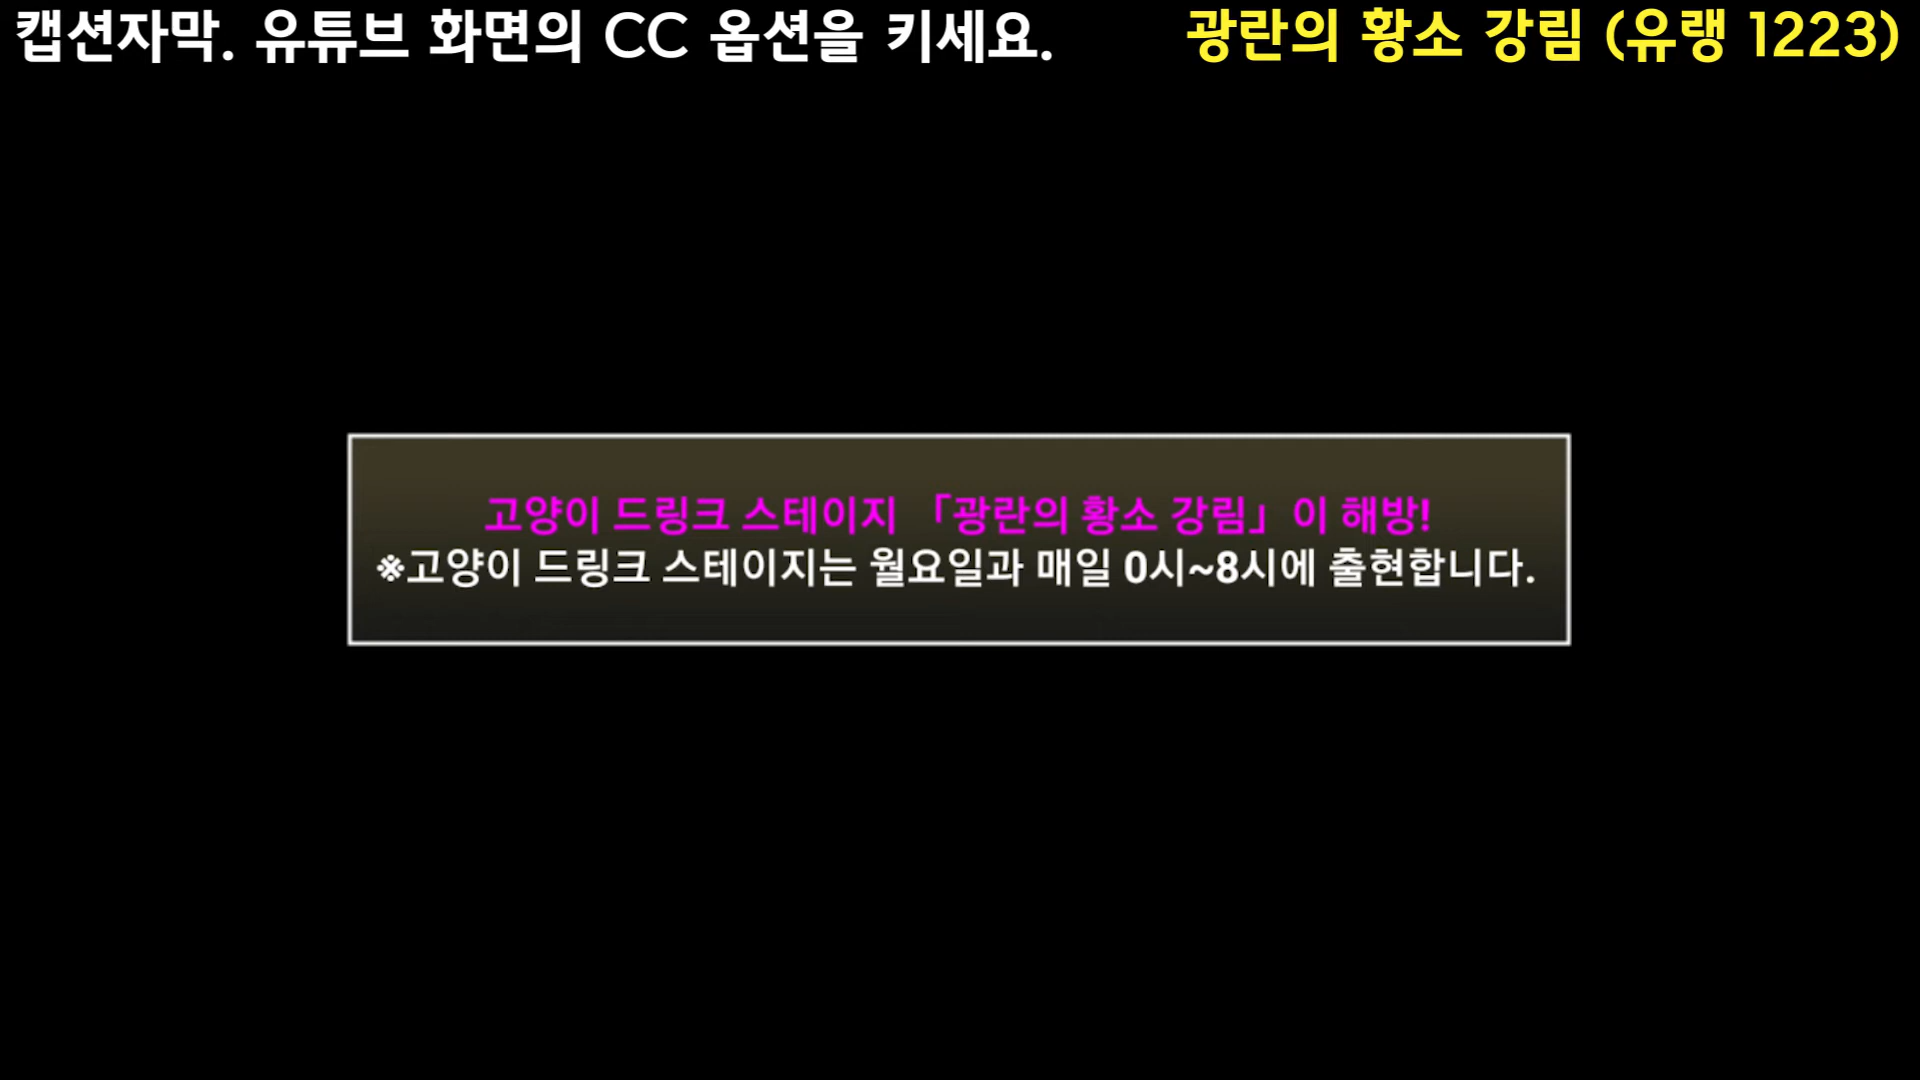 캡션자막. 유튜브 화면의 CC 옵션을 키세요.
광란의 황소 강림 (유랭 1223)
고양이 드링크 스테이지 「광란의 황소 강림」이 해방!
※고양이 드링크 스테이지는 월요일과 매일 0시~8시에 출현합니다.